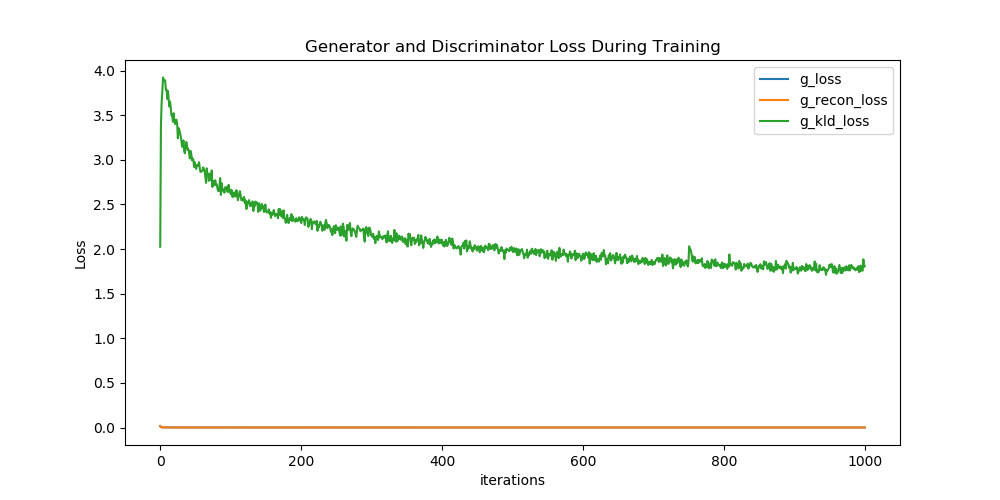 Generator and Discriminator Loss During Training
g_loss
g_recon_loss
g_kld_loss
Loss
4.0
3.5
3.0
2.5
2.0
1.5
1.0
0.5
0.0
0 200 400 600 800 1000
iterations